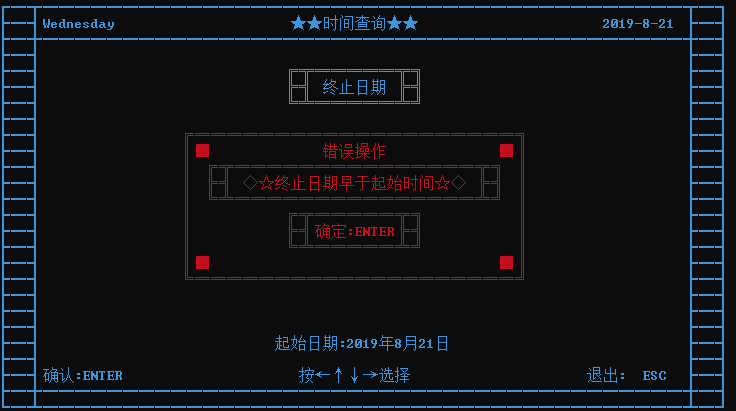 Wednesday ★★时间查询★★ 2019-8-21
终止日期
错误操作
◇☆终止日期早于起始时间☆◇
确定:ENTER
起始日期:2019年8月21日
确认:ENTER 按←↑↓→选择 退出: ESC